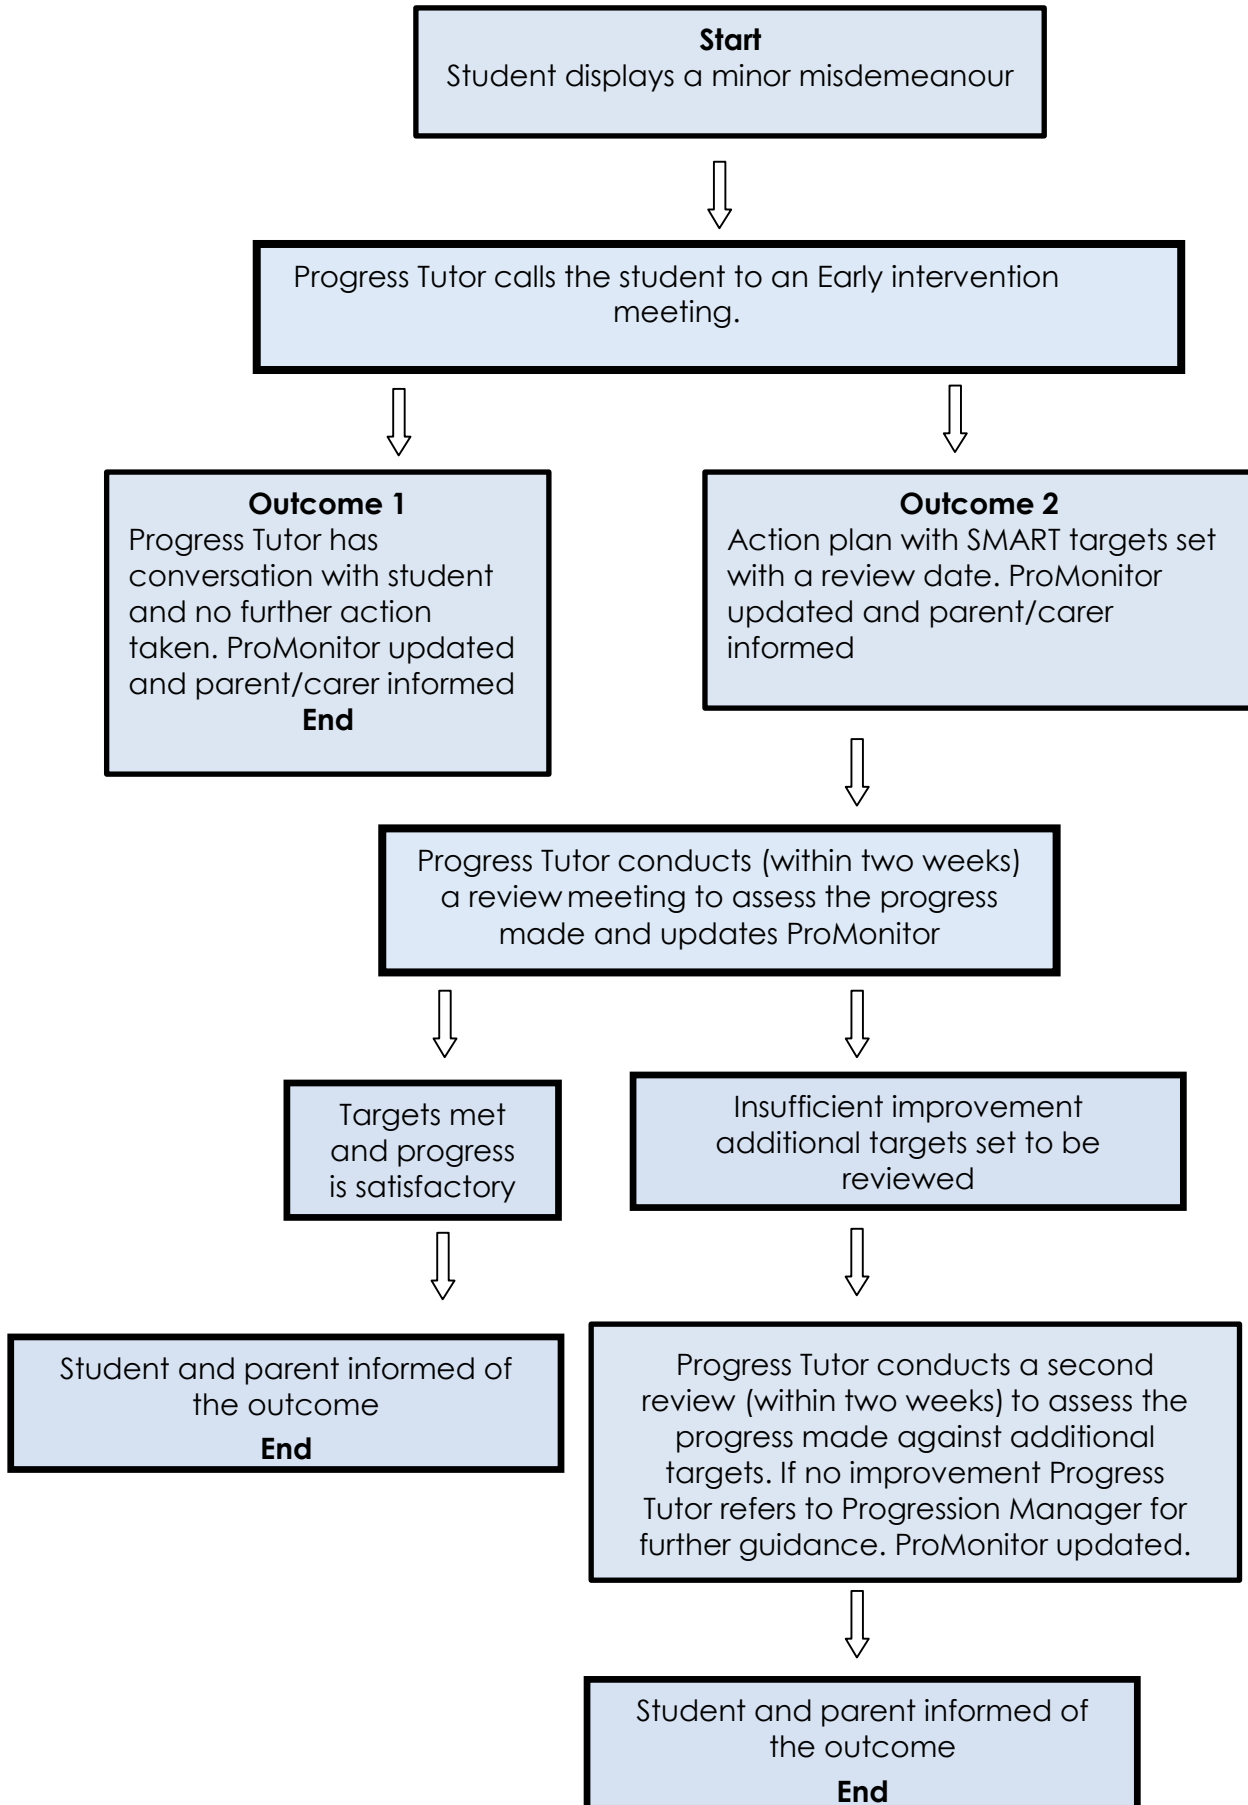 Start
Student displays a minor misdemeanour
Progress Tutor calls the student to an Early intervention
meeting.
Outcome 1
Progress Tutor has
conversation with student
and no further action
taken. ProMonitor updated
and parent/carer informed
End
Outcome 2
Action plan with SMART targets set
with a review date. ProMonitor
updated and parent/carer
informed
Progress Tutor conducts (within two weeks)
a review meeting to assess the progress
made and updates ProMonitor
Targets met
and progress
is satisfactory
Insufficient improvement
additional targets set to be
reviewed
Student and parent informed of
the outcome
End
Progress Tutor conducts a second
review (within two weeks) to assess the
progress made against additional
targets. If no improvement Progress
Tutor refers to Progression Manager for
further guidance. ProMonitor updated.
Student and parent informed of
the outcome
End